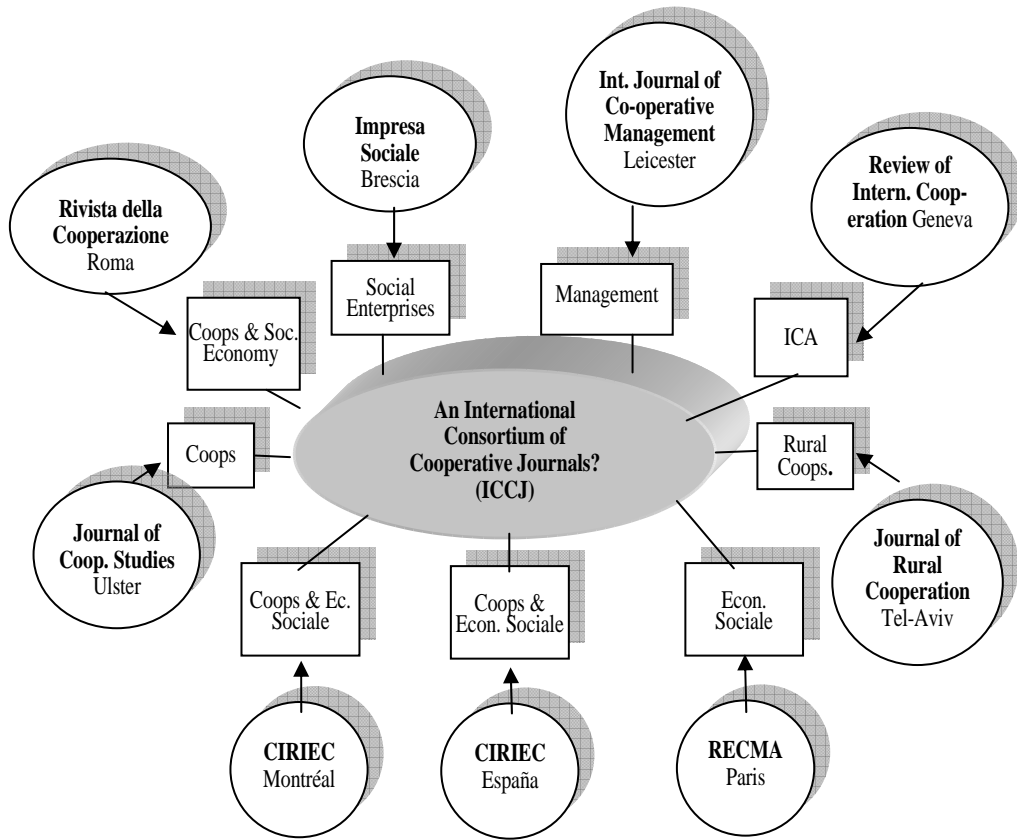 Int. Journal of
Co-operative
Management
Leicester
Impresa
Sociale
Brescia
Review of
Intern. Coop-
eration Geneva
Rivista della
Cooperazione
Roma
Social
Enterprises
Management
Coops & Soc.
Economy
ICA
An International
Consortium of
Cooperative Journals?
(ICCJ)
Coops
Rural
Coops.
Journal of
Coop. Studies
Ulster
Journal of
Rural
Cooperation
Tel-Aviv
Coops & Ec.
Sociale
Coops &
Econ. Sociale
Econ.
Sociale
CIRIEC
Montréal
CIRIEC
España
RECMA
Paris